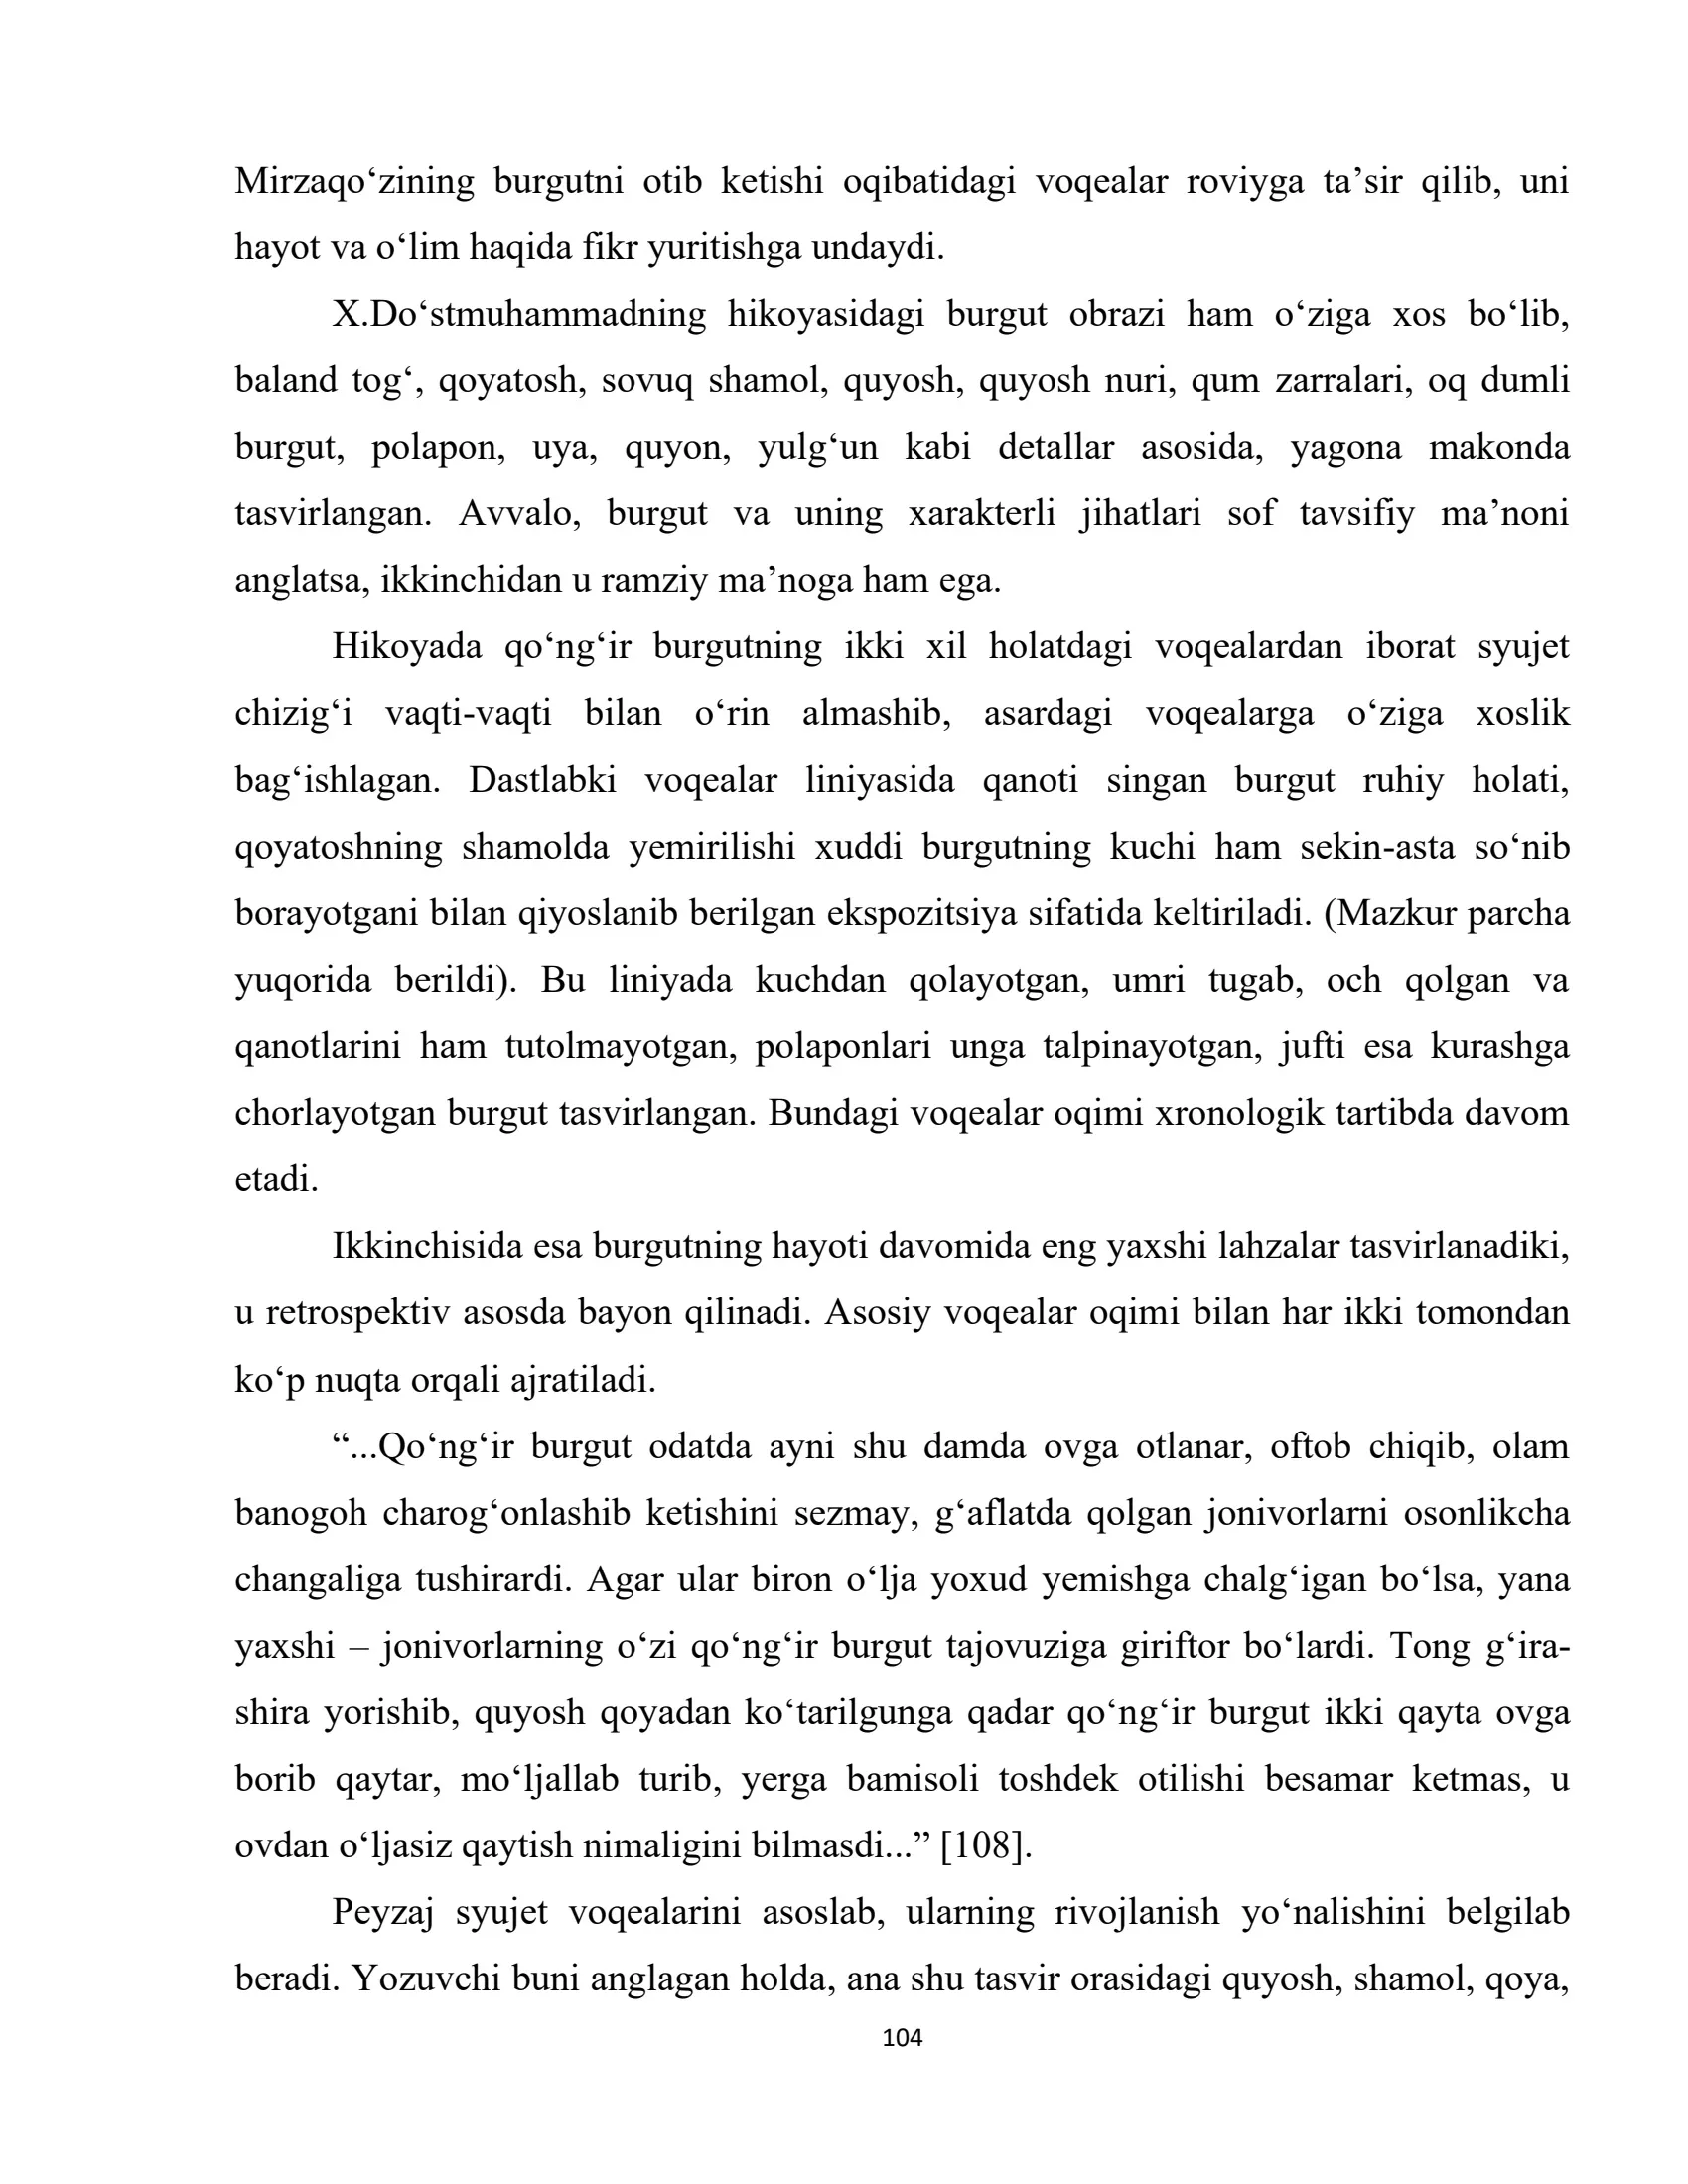 Mirzaqo‘zining burgutni otib ketishi oqibatidagi voqealar roviyga ta’sir qilib, uni
hayot va o‘lim haqida fikr yuritishga undaydi.
X.Do‘stmuhammadning hikoyasidagi burgut obrazi ham o‘ziga xos bo‘lib,
baland tog‘, qoyatosh, sovuq shamol, quyosh, quyosh nuri, qum zarralari, oq dumli
burgut, polapon, uya, quyon, yulg‘un kabi detallar asosida, yagona makonda
tasvirlangan. Avvalo, burgut va uning xarakterli jihatlari sof tavsifiy ma’noni
anglatsa, ikkinchidan u ramziy ma’noga ham ega.
Hikoyada qo‘ng‘ir burgutning ikki xil holatdagi voqealardan iborat syujet
chizig‘i vaqti-vaqti bilan o‘rin almashib, asardagi voqealarga o‘ziga xoslik
bag‘ishlagan. Dastlabki voqealar liniyasida qanoti singan burgut ruhiy holati,
qoyatoshning shamolda yemirilishi xuddi burgutning kuchi ham sekin-asta so‘nib
borayotgani bilan qiyoslanib berilgan ekspozitsiya sifatida keltiriladi. (Mazkur parcha
yuqorida berildi). Bu liniyada kuchdan qolayotgan, umri tugab, och qolgan va
qanotlarini ham tutolmayotgan, polaponlari unga talpinayotgan, jufti esa kurashga
chorlayotgan burgut tasvirlangan. Bundagi voqealar oqimi xronologik tartibda davom
etadi.
Ikkinchisida esa burgutning hayoti davomida eng yaxshi lahzalar tasvirlanadiki,
u retrospektiv asosda bayon qilinadi. Asosiy voqealar oqimi bilan har ikki tomondan
ko‘p nuqta orqali ajratiladi.
“...Qo‘ng‘ir burgut odatda ayni shu damda ovga otlanar, oftob chiqib, olam
banogoh charog‘onlashib ketishini sezmay, g‘aflatda qolgan jonivorlarni osonlikcha
changaliga tushirardi. Agar ular biron o‘lja yoxud yemishga chalg‘igan bo‘lsa, yana
yaxshi – jonivorlarning o‘zi qo‘ng‘ir burgut tajovuziga giriftor bo‘lardi. Tong g‘ira-
shira yorishib, quyosh qoyadan ko‘tarilgunga qadar qo‘ng‘ir burgut ikki qayta ovga
borib qaytar, mo‘ljallab turib, yerga bamisoli toshdek otilishi besamar ketmas, u
ovdan o‘ljasiz qaytish nimaligini bilmasdi...” [108].
Peyzaj syujet voqealarini asoslab, ularning rivojlanish yo‘nalishini belgilab
beradi. Yozuvchi buni anglagan holda, ana shu tasvir orasidagi quyosh, shamol, qoya,
104